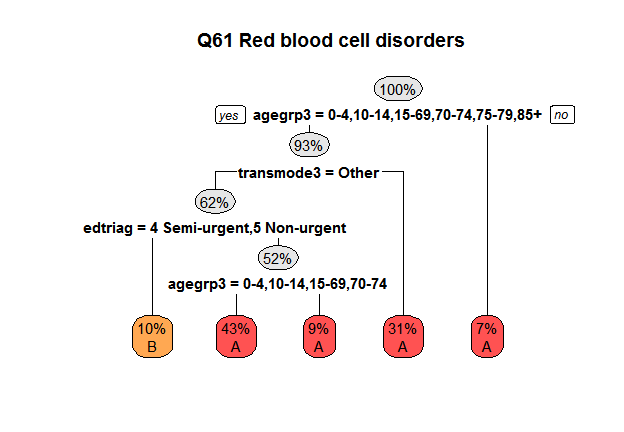 Q61 Red blood cell disorders
100%
yes agegrp3 = 0-4,10-14,15-69,70-74,75-79,85+ no
93%
transmode3 = Other
62%
edtriag = 4 Semi-urgent,5 Non-urgent
52%
agegrp3 = 0-4,10-14,15-69,70-74
10% 43% 9% 31% 7%
B A A A A